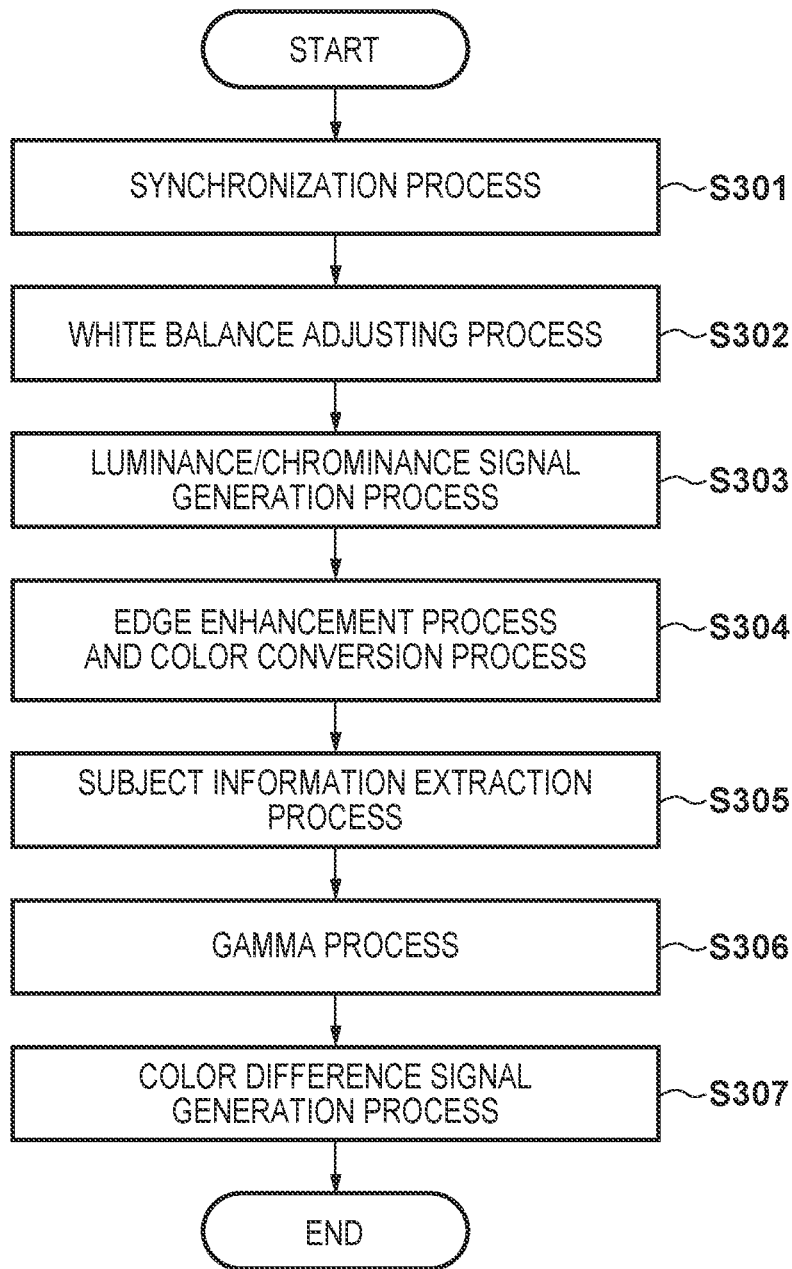 START
SYNCHRONIZATION PROCESS
S301
WHITE BALANCE ADJUSTING PROCESS
S302
LUMINANCE/CHROMINANCE SIGNAL
GENERATION PROCESS
S303
EDGE ENHANCEMENT PROCESS
AND COLOR CONVERSION PROCESS
S304
SUBJECT INFORMATION EXTRACTION
PROCESS
S305
GAMMA PROCESS
S306
COLOR DIFFERENCE SIGNAL
GENERATION PROCESS
S307
END